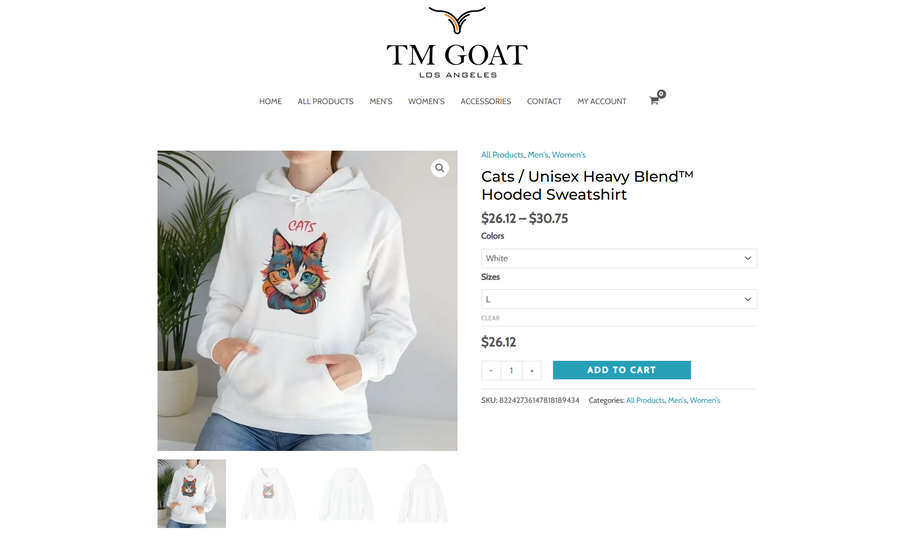 TM GOAT
LOS ANGELES
HOME ALL PRODUCTS MEN'S WOMEN'S ACCESSORIES CONTACT MY ACCOUNT 0
All Products, Men's, Women's
Cats / Unisex Heavy Blend™
Hooded Sweatshirt
$26.12 – $30.75
Colors
White
Sizes
L
CLEAR
$26.12
- 1 + ADD TO CART
SKU: 82242736147818189434 Categories: All Products, Men's, Women's
CATS
CATS